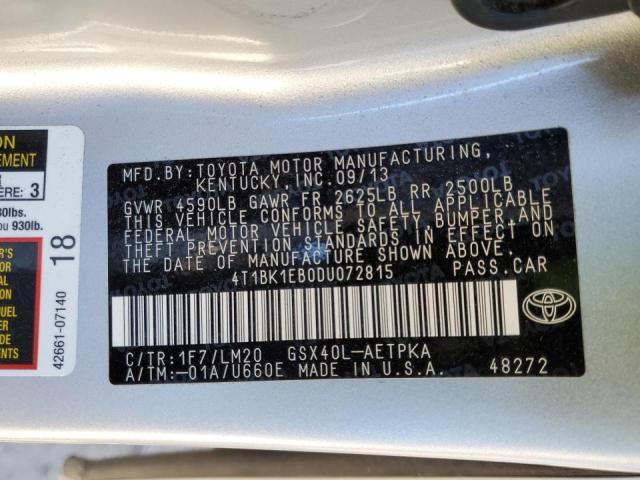 MFD.BY:TOYOTA MOTOR MANUFACTURING,
KENTUCKY,INC.09/13
GVWR 4590LB GAWR FR 2625LB RR 2500LB
THIS VEHICLE CONFORMS TO ALL APPLICABLE
FEDERAL MOTOR VEHICLE SAFETY, BUMPER,AND
THEFT PREVENTION STANDARDS IN EFFECT ON
THE DATE OF MANUFACTURE SHOWN ABOVE.
4T1BK1EB0DU072815 PASS.CAR
C/TR:1F7/LM20 GSX40L-AETPKA
A/TM:-01A/U660E MADE IN U.S.A. 48272
TOYOTA
ON
EMENT
ERE: 3
930lb.
42661-07140 18